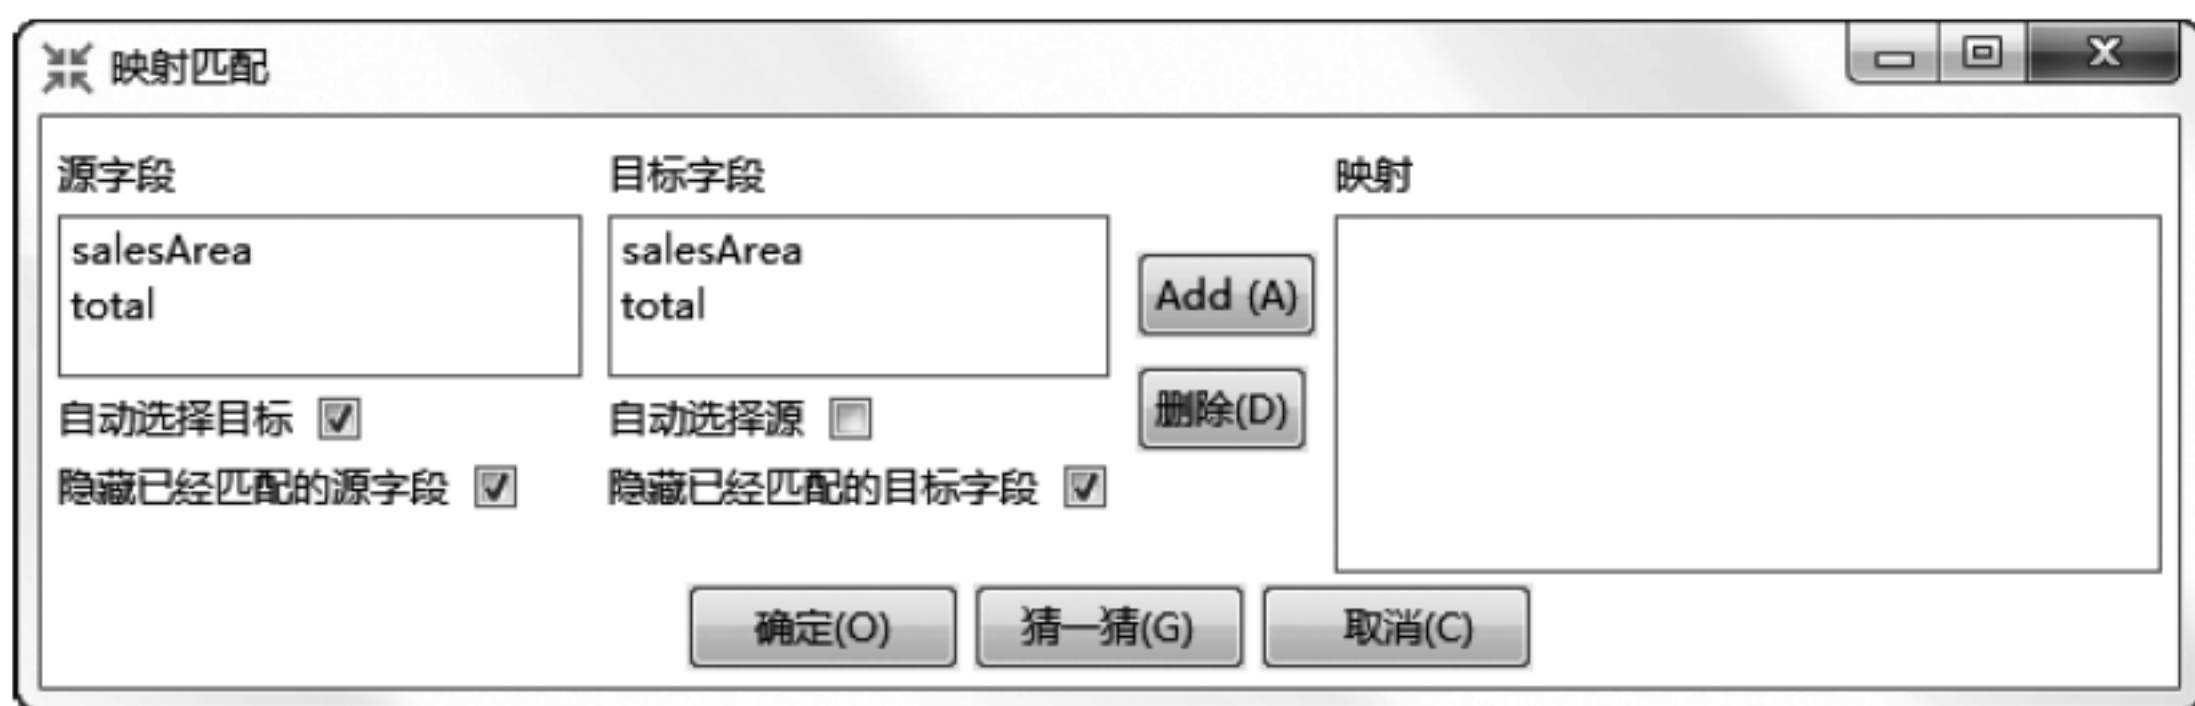 映射匹配
源字段
目标字段
映射
salesArea
total
salesArea
total
Add (A)
删除(D)
自动选择目标
自动选择源
隐藏已经匹配的源字段
隐藏已经匹配的目标字段
确定(O)
猜一猜(G)
取消(C)